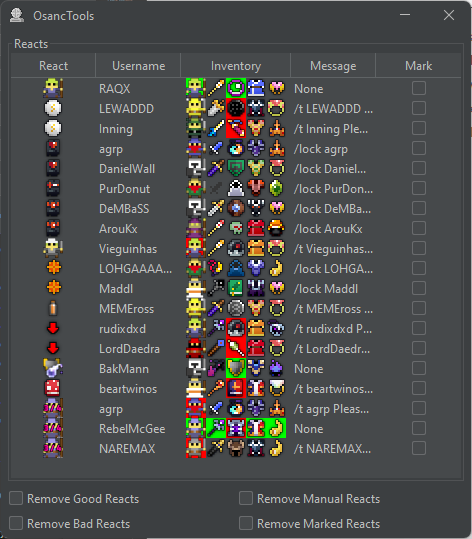 OsancTools
Reacts
React Username Inventory Message Mark
RAQX None
LEWADDD /t LEWADDD ...
Inning /t Inning Ple...
agrp /lock agrp
DanielWall /lock Daniel...
PurDonut /lock PurDon...
DeMBaSS /lock DeMBa...
ArouKx /lock ArouKx
Vieguinhas /t Vieguinhas...
LOHGAAAA... /lock LOHGA...
Maddl /lock Maddl
MEMEror /t MEMEror ...
rudixdxd /t rudixdxd P...
LordDaedra /t LordDae...
BakMann None
beartwinos /t beartwinos...
agrp /t agrp Pleas...
RebelMcGee None
NAREMAX /t NAREMAX...
Remove Good Reacts Remove Manual Reacts
Remove Bad Reacts Remove Marked Reacts